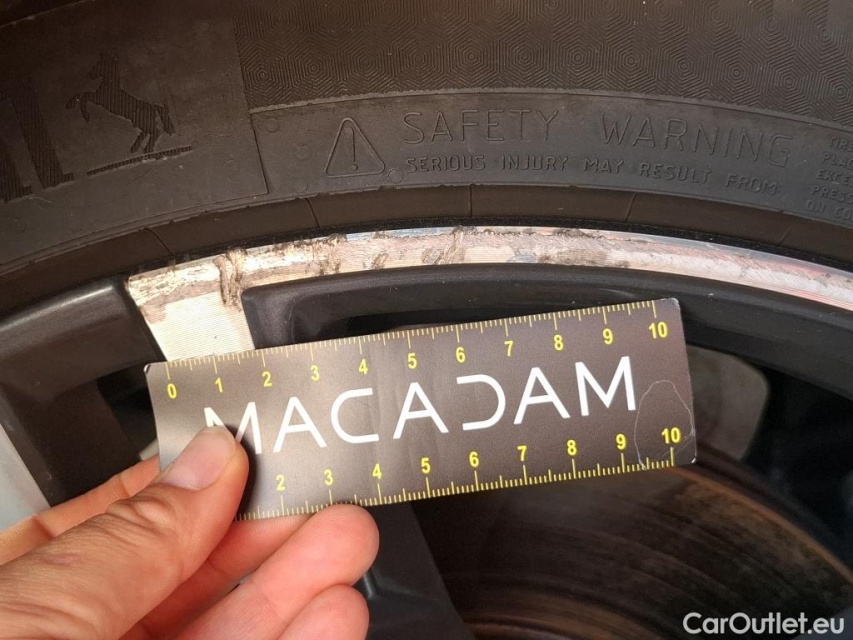 SAFETY WARNING
SERIOUS INJURY MAY RESULT FROM
0 1 2 3 4 5 6 7 8 9 10
MACADAM
2 3 4 5 6 7 8 9 10
CarOutlet.eu